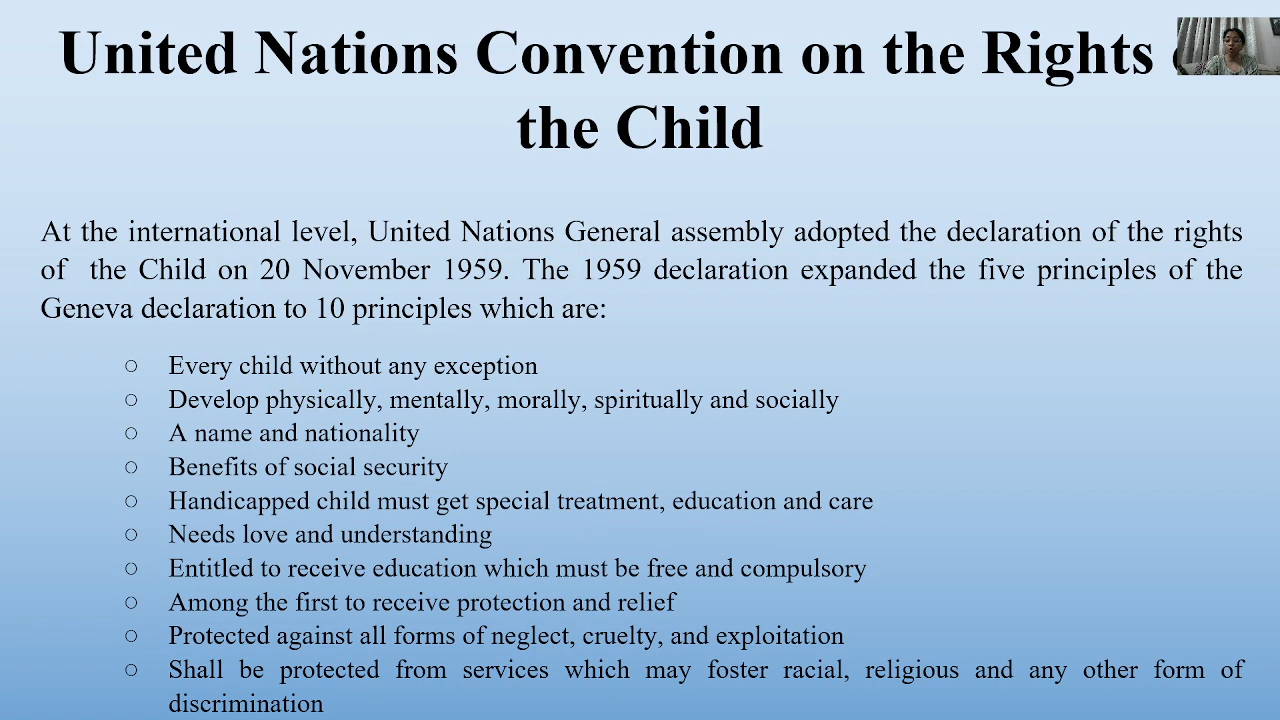 United Nations Convention on the Rights
the Child
At the international level, United Nations General assembly adopted the declaration of the rights
of the Child on 20 November 1959. The 1959 declaration expanded the five principles of the
Geneva declaration to 10 principles which are:
○ Every child without any exception
○ Develop physically, mentally, morally, spiritually and socially
○ A name and nationality
○ Benefits of social security
○ Handicapped child must get special treatment, education and care
○ Needs love and understanding
○ Entitled to receive education which must be free and compulsory
○ Among the first to receive protection and relief
○ Protected against all forms of neglect, cruelty, and exploitation
○ Shall be protected from services which may foster racial, religious and any other form of
discrimination